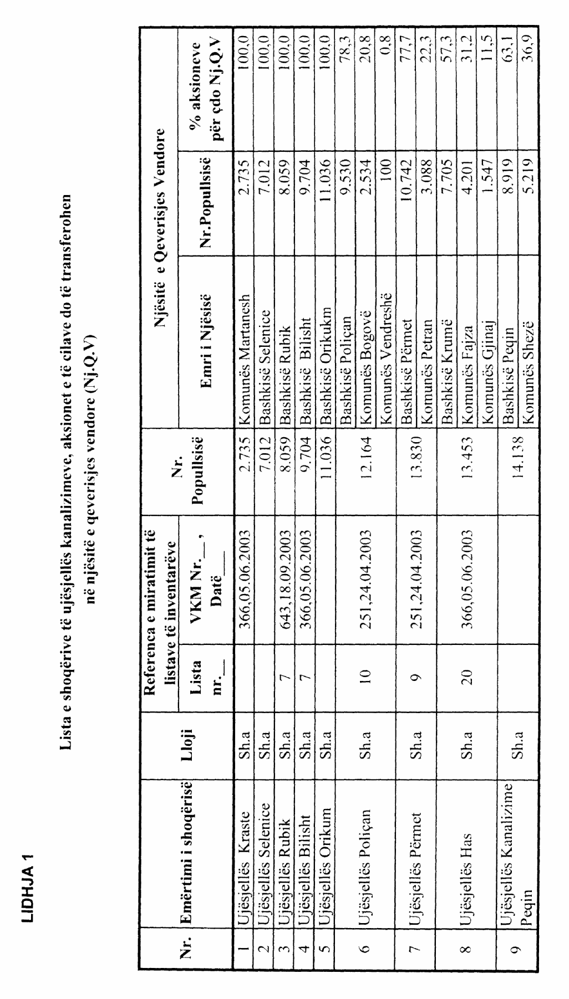 LIDHJA 1
Lista e shoqërive të ujësjellës kanalizimeve, aksionet e të cilave do të transferohen
në njësitë e qeverisjes vendore (Nj.Q.V)
Nr. Emërtimi i shoqërisë Lloji Referenca e miratimit të listave të inventarëve Nr. Popullsisë Njësitë e Qeverisjes Vendore
Lista nr.__ VKM Nr.__, Datë___ Emri i Njësisë Nr.Popullsisë % aksioneve për çdo Nj.Q.V
1 Ujësjellës Kraste Sh.a 366,05.06.2003 2.735 Komunës Martanesh 2.735 100,0
2 Ujësjellës Selenice Sh.a 7.012 Bashkisë Selenice 7.012 100,0
3 Ujësjellës Rubik Sh.a 7 643,18.09.2003 8.059 Bashkisë Rubik 8.059 100,0
4 Ujësjellës Bilisht Sh.a 7 366,05.06.2003 9.704 Bashkisë Bilisht 9.704 100,0
5 Ujësjellës Orikum Sh.a 11.036 Bashkisë Orikukm 11.036 100,0
Bashkisë Poliçan 9.530 78,3
6 Ujësjellës Poliçan Sh.a 10 251,24.04.2003 12.164 Komunës Bogovë 2.534 20,8
Komunës Vendreshë 100 0,8
7 Ujësjellës Përmet Sh.a 9 251,24.04.2003 13.830 Bashkisë Përmet 10.742 77,7
Komunës Petran 3.088 22,3
Bashkisë Krumë 7.705 57,3
8 Ujësjellës Has Sh.a 20 366,05.06.2003 13.453 Komunës Fajza 4.201 31,2
Komunës Gjinaj 1.547 11,5
9 Ujësjellës Kanalizime Sh.a 14.138 Bashkisë Peqin 8.919 63,1
Peqin Komunës Shezë 5.219 36,9